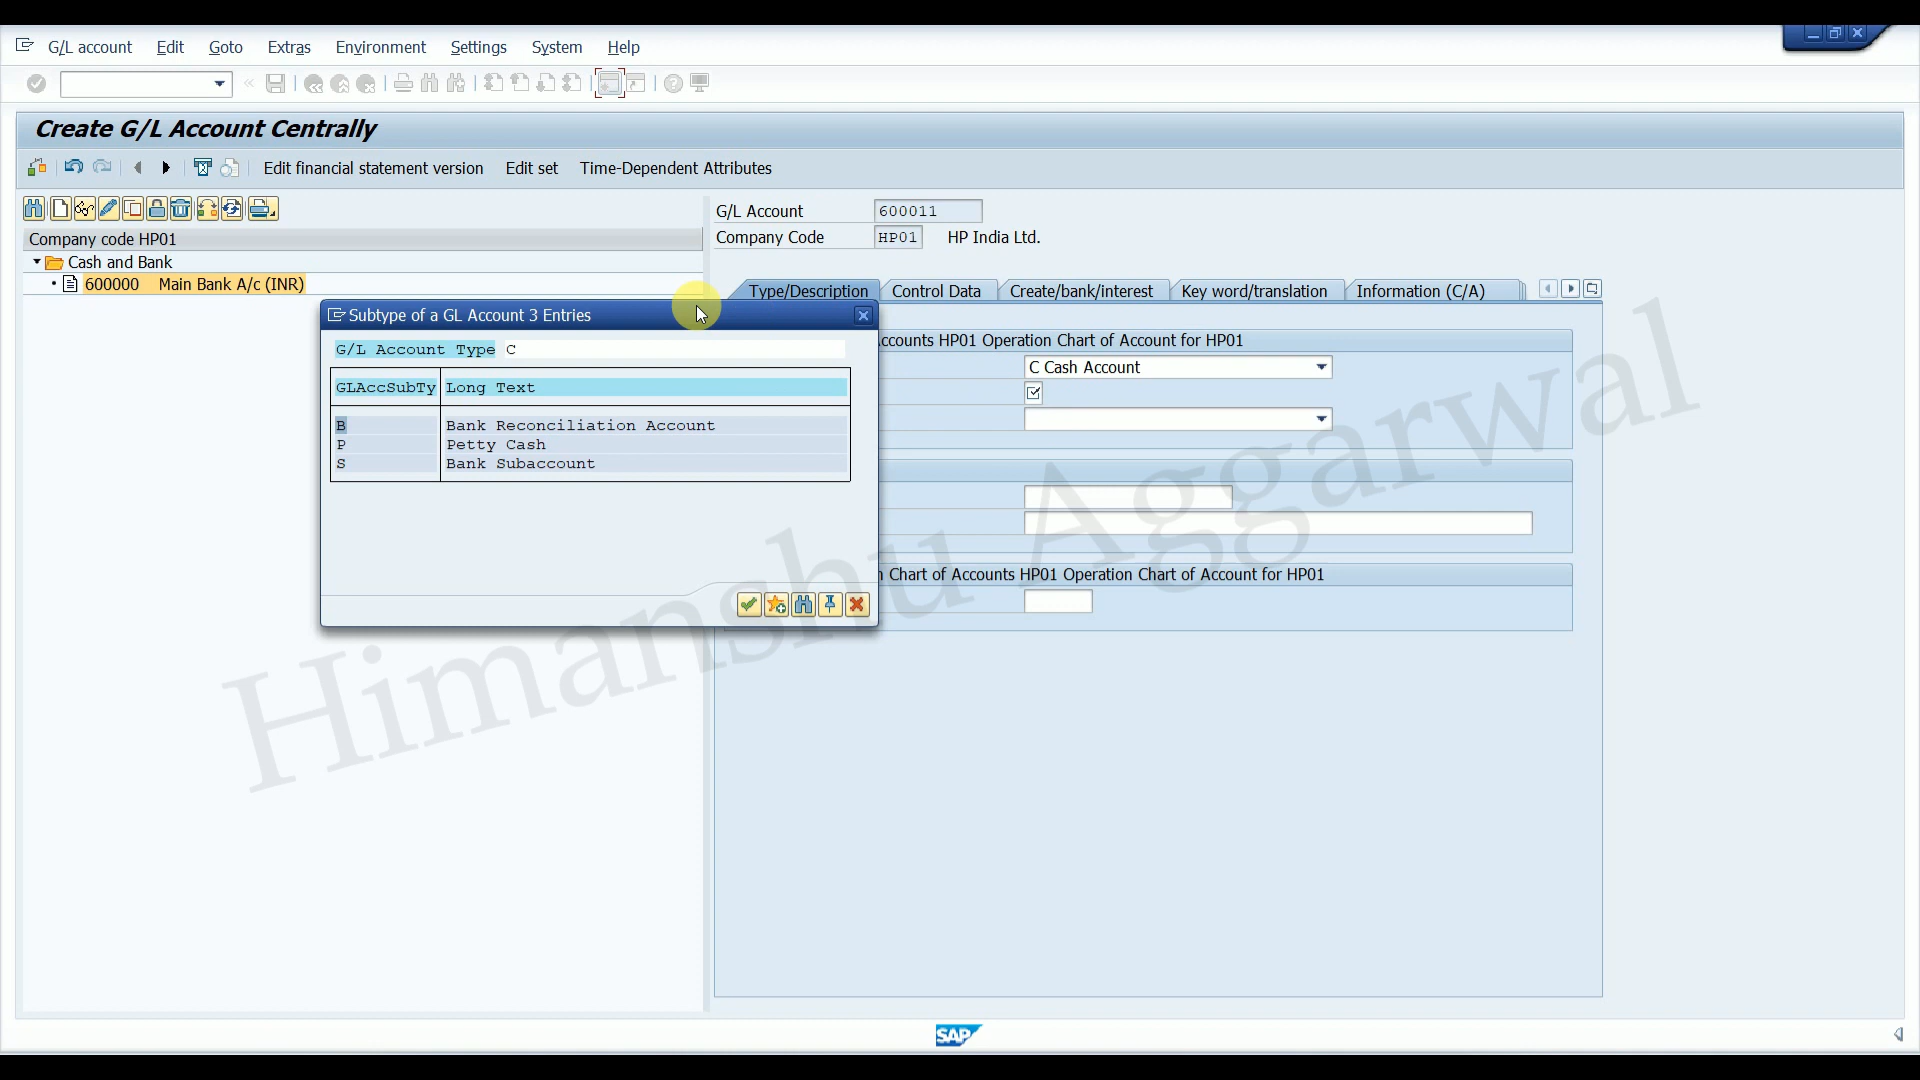 G/L account Edit Goto Extras Environment Settings System Help
Create G/L Account Centrally
Edit financial statement version Edit set Time-Dependent Attributes
Company code HP01
Cash and Bank
600000 Main Bank A/c (INR)
G/L Account 600011
Company Code HP01 HP India Ltd.
Type/Description Control Data Create/bank/interest Key word/translation Information (C/A)
Subtype of a GL Account 3 Entries
G/L Account Type C
GLAccSubTy Long Text
B Bank Reconciliation Account
P Petty Cash
S Bank Subaccount
ccounts HP01 Operation Chart of Account for HP01
C Cash Account
n Chart of Accounts HP01 Operation Chart of Account for HP01
Himanshu Aggarwal
SAP